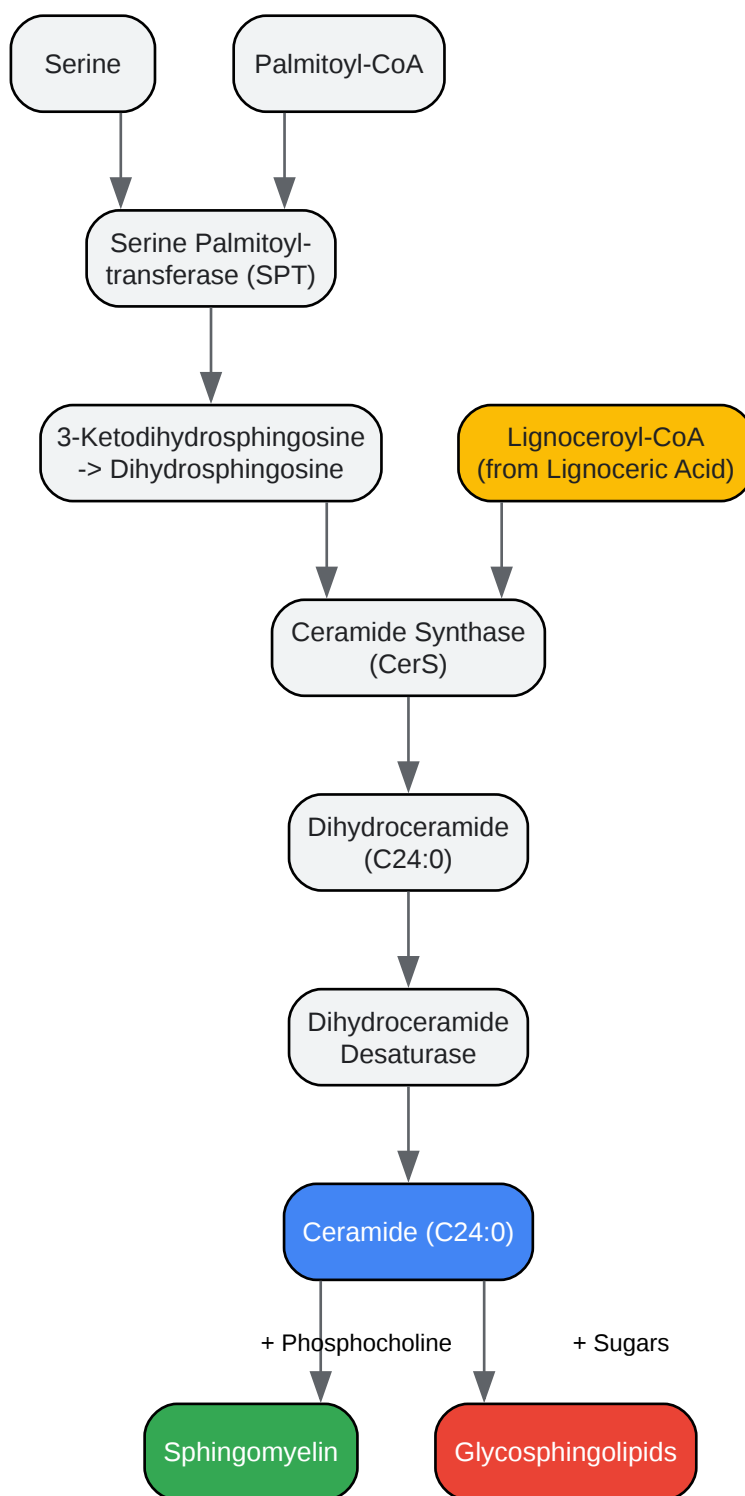 Serine
Palmitoyl-CoA
Serine Palmitoyl-
transferase (SPT)
3-Ketodihydrosphingosine
-> Dihydrosphingosine
Lignoceroyl-CoA
(from Lignoceric Acid)
Ceramide Synthase
(CerS)
Dihydroceramide
(C24:0)
Dihydroceramide
Desaturase
Ceramide (C24:0)
+ Phosphocholine
+ Sugars
Sphingomyelin
Glycosphingolipids